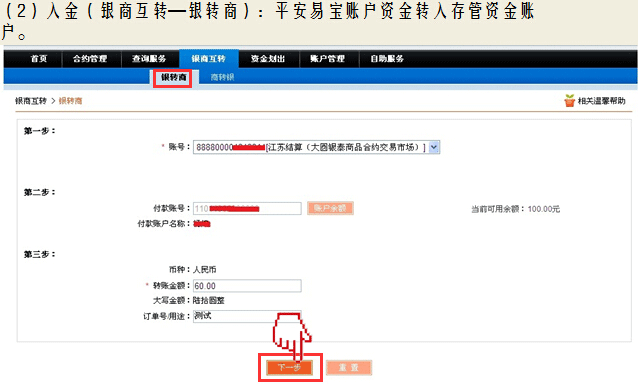 (2)入金(银商互转—银转商):平安易宝账户资金转入存管资金账
户。
首页 合约管理 查询服务 银商互转 资金划出 账户管理 自助服务
银转商 商转银
银商互转 > 银转商 相关温馨帮助
第一步:
* 账号: 88880000 [江苏结算(大圆银泰商品合约交易市场)]
第二步:
付款账号: 110 账户余额 当前可用余额:100.00元
付款账户名称:
第三步:
币种: 人民币
* 转账金额: 60.00
大写金额: 陆拾圆整
订单号/用途: 测试
下一步 重置